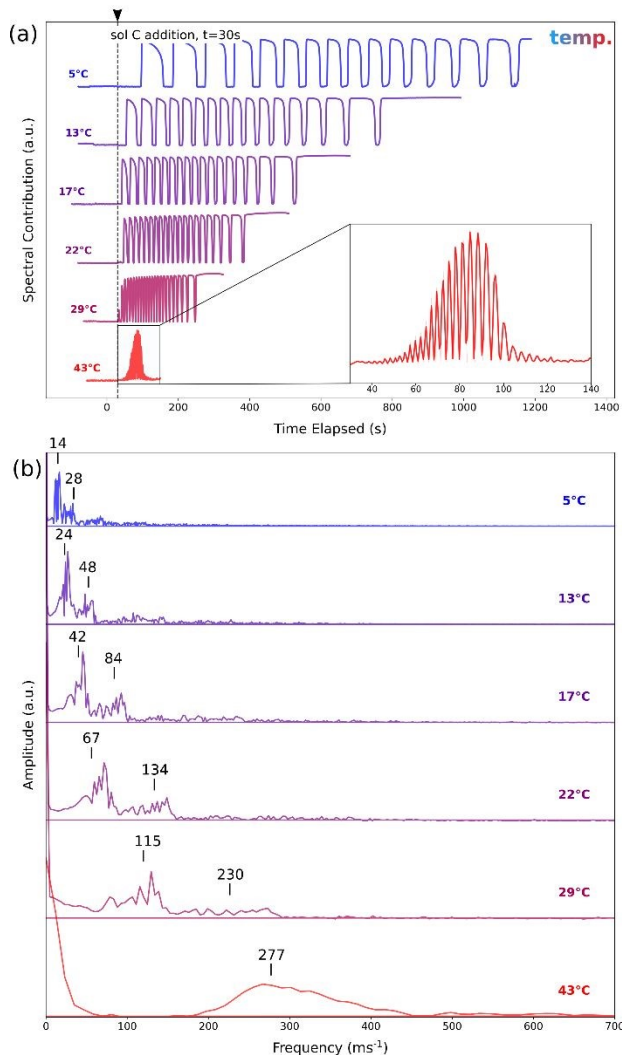 (a)
sol C addition, t=30s
temp.
5°C
13°C
17°C
22°C
29°C
43°C
Spectral Contribution (a.u.)
40 60 80 100 120 140
0 200 400 600 800 1000 1200 1400
Time Elapsed (s)
(b)
14
28
5°C
24
48
13°C
42
84
17°C
67
134
22°C
115
230
29°C
277
43°C
Amplitude (a.u.)
0 100 200 300 400 500 600 700
Frequency (ms⁻¹)